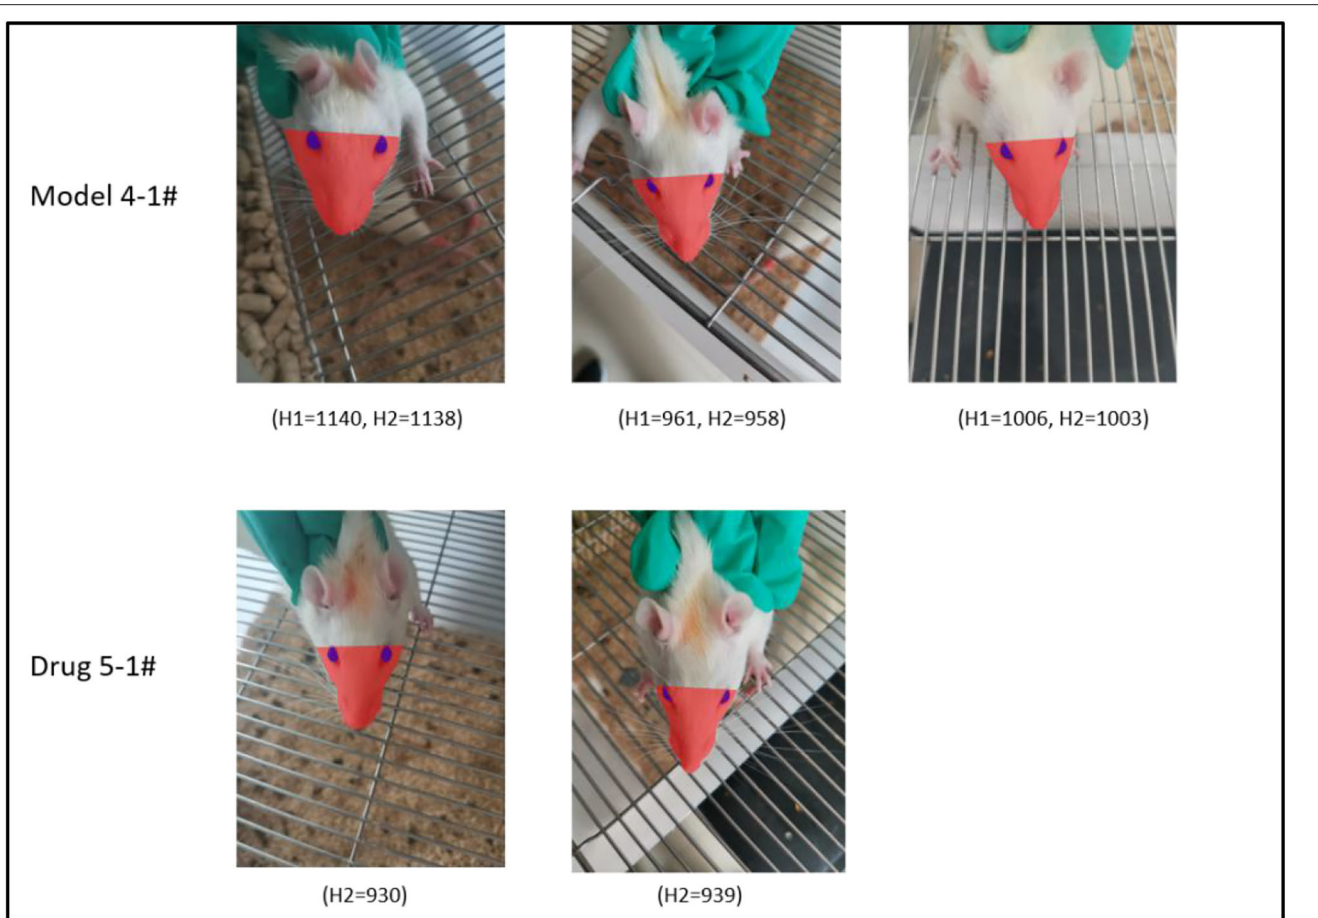 Model 4-1#
(H1=1140, H2=1138)
(H1=961, H2=958)
(H1=1006, H2=1003)
Drug 5-1#
(H2=930)
(H2=939)